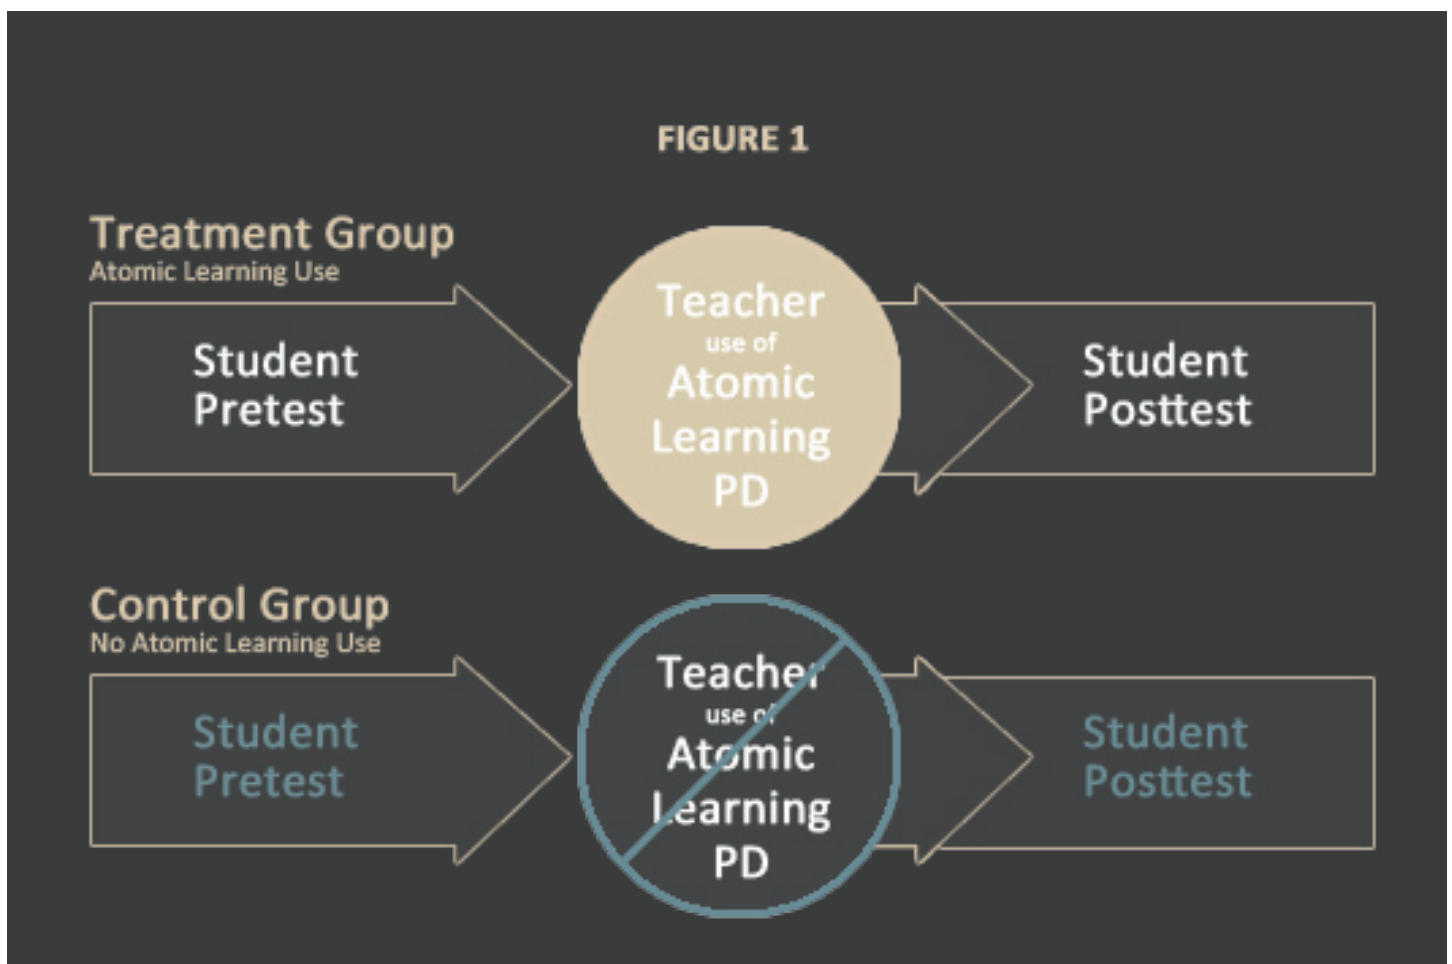 FIGURE 1
Treatment Group
Atomic Learning Use
Student
Pretest
Teacher
use of
Atomic
Learning
PD
Student
Posttest
Control Group
No Atomic Learning Use
Student
Pretest
Teacher
use of
Atomic
Learning
PD
Student
Posttest